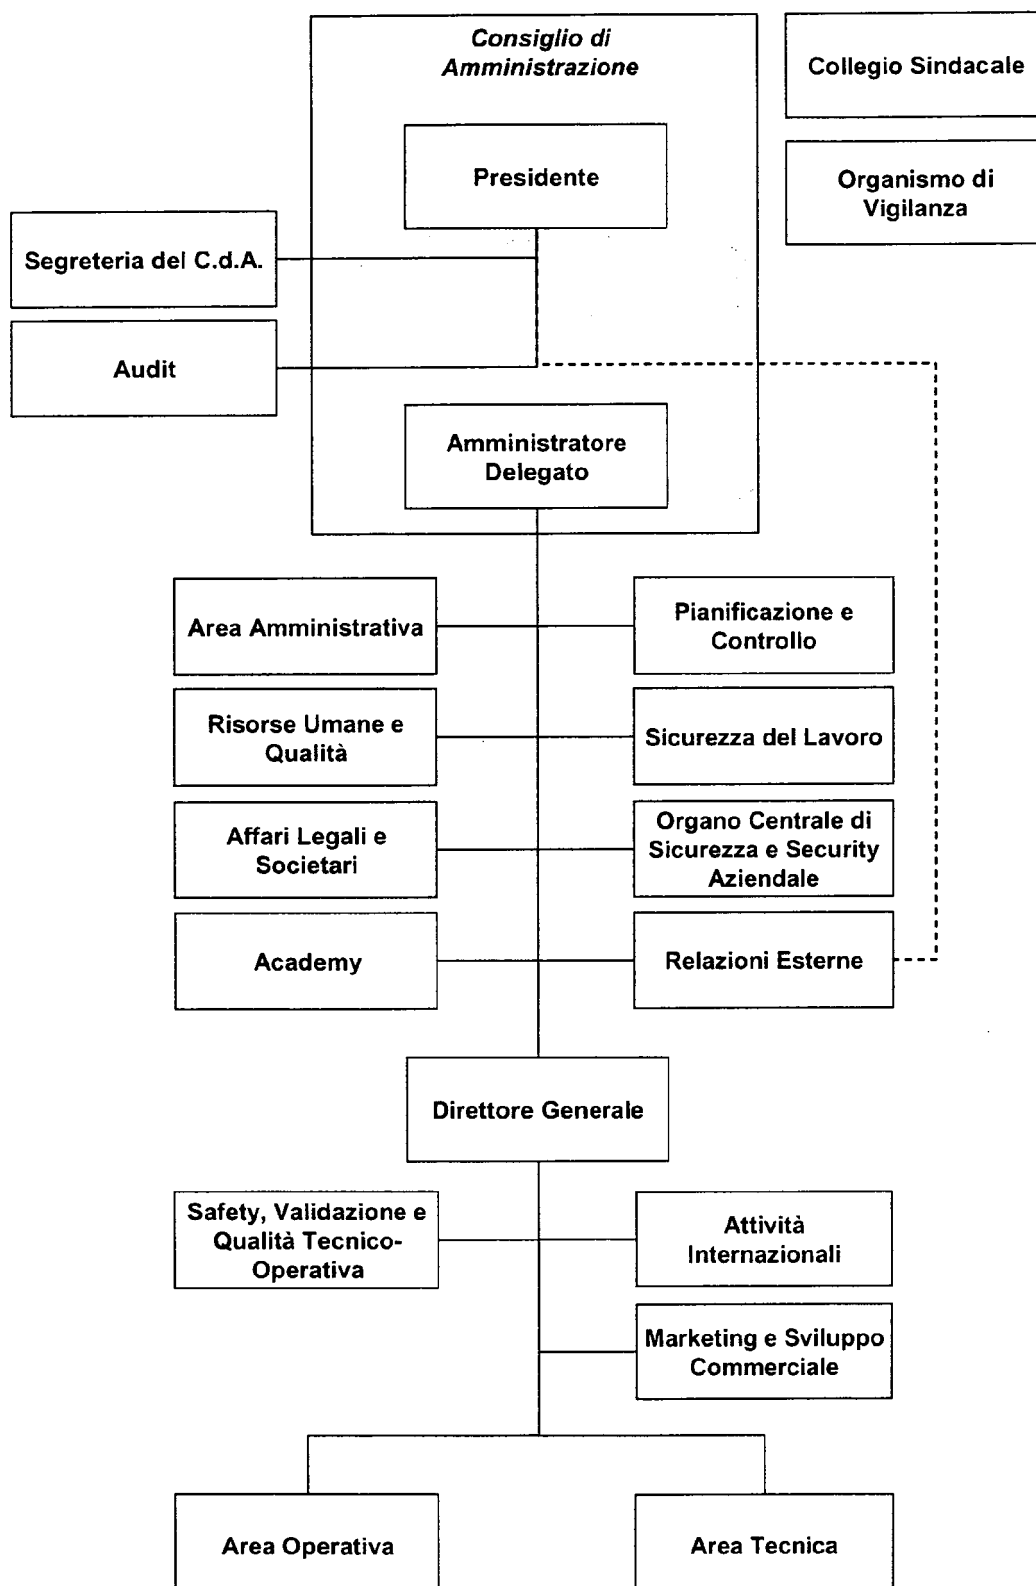 Consiglio di
Amministrazione
Collegio Sindacale
Presidente
Organismo di
Vigilanza
Segreteria del C.d.A.
Audit
Amministratore
Delegato
Area Amministrativa
Pianificazione e
Controllo
Risorse Umane e
Qualità
Sicurezza del Lavoro
Affari Legali e
Societari
Organo Centrale di
Sicurezza e Security
Aziendale
Academy
Relazioni Esterne
Direttore Generale
Safety, Validazione e
Qualità Tecnico-
Operativa
Attività
Internazionali
Marketing e Sviluppo
Commerciale
Area Operativa
Area Tecnica